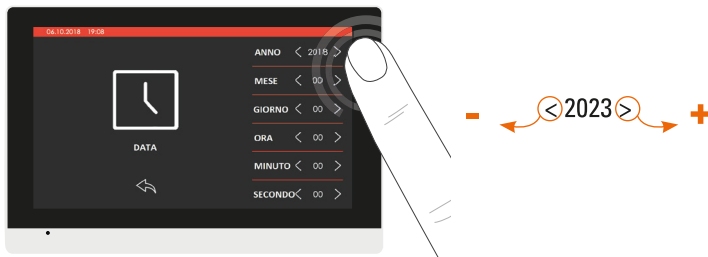 06.10.2018 19:08
ANNO < 2018 >
MESE < 00 >
GIORNO < 00 >
ORA < 00 >
MINUTO < 00 >
SECONDO < 00 >
DATA
- < 2023 > +